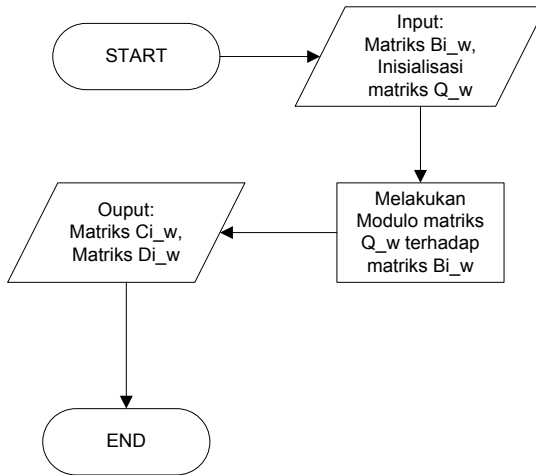 START
Input:
Matriks Bi_w,
Inisialisasi
matriks Q_w
Melakukan
Modulo matriks
Q_w terhadap
matriks Bi_w
Ouput:
Matriks Ci_w,
Matriks Di_w
END